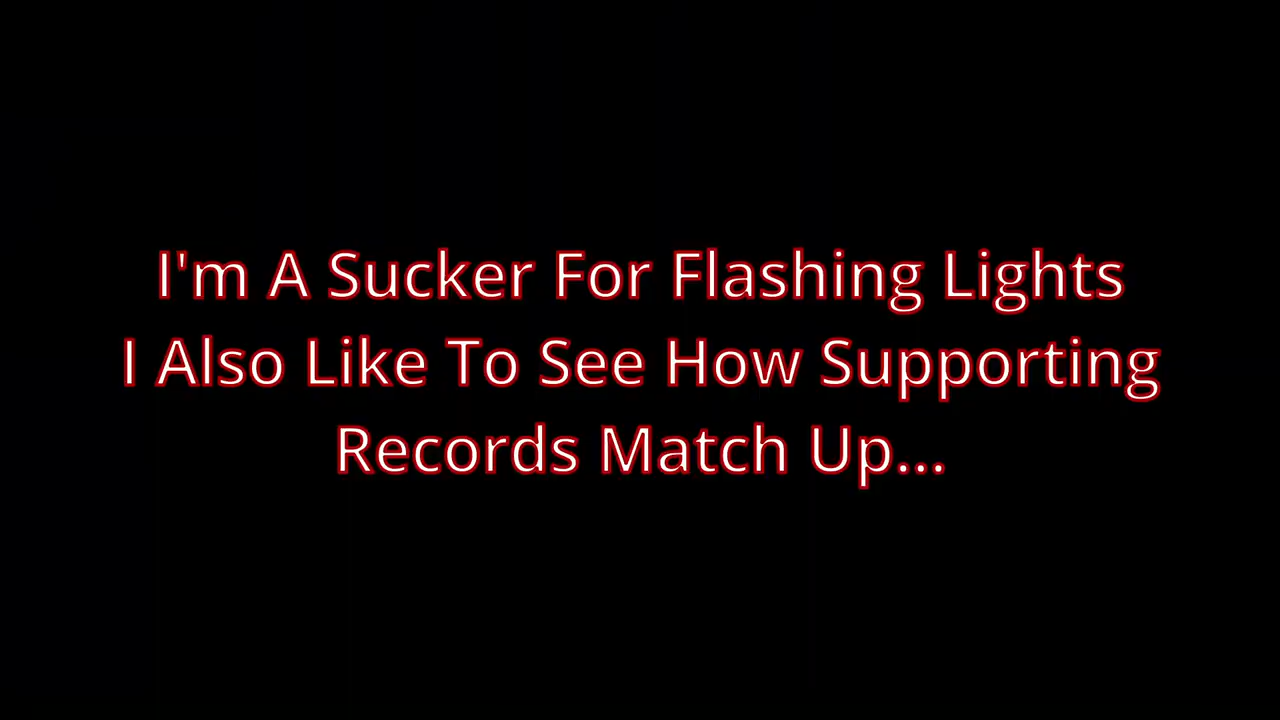 I'm A Sucker For Flashing Lights
I Also Like To See How Supporting
Records Match Up...